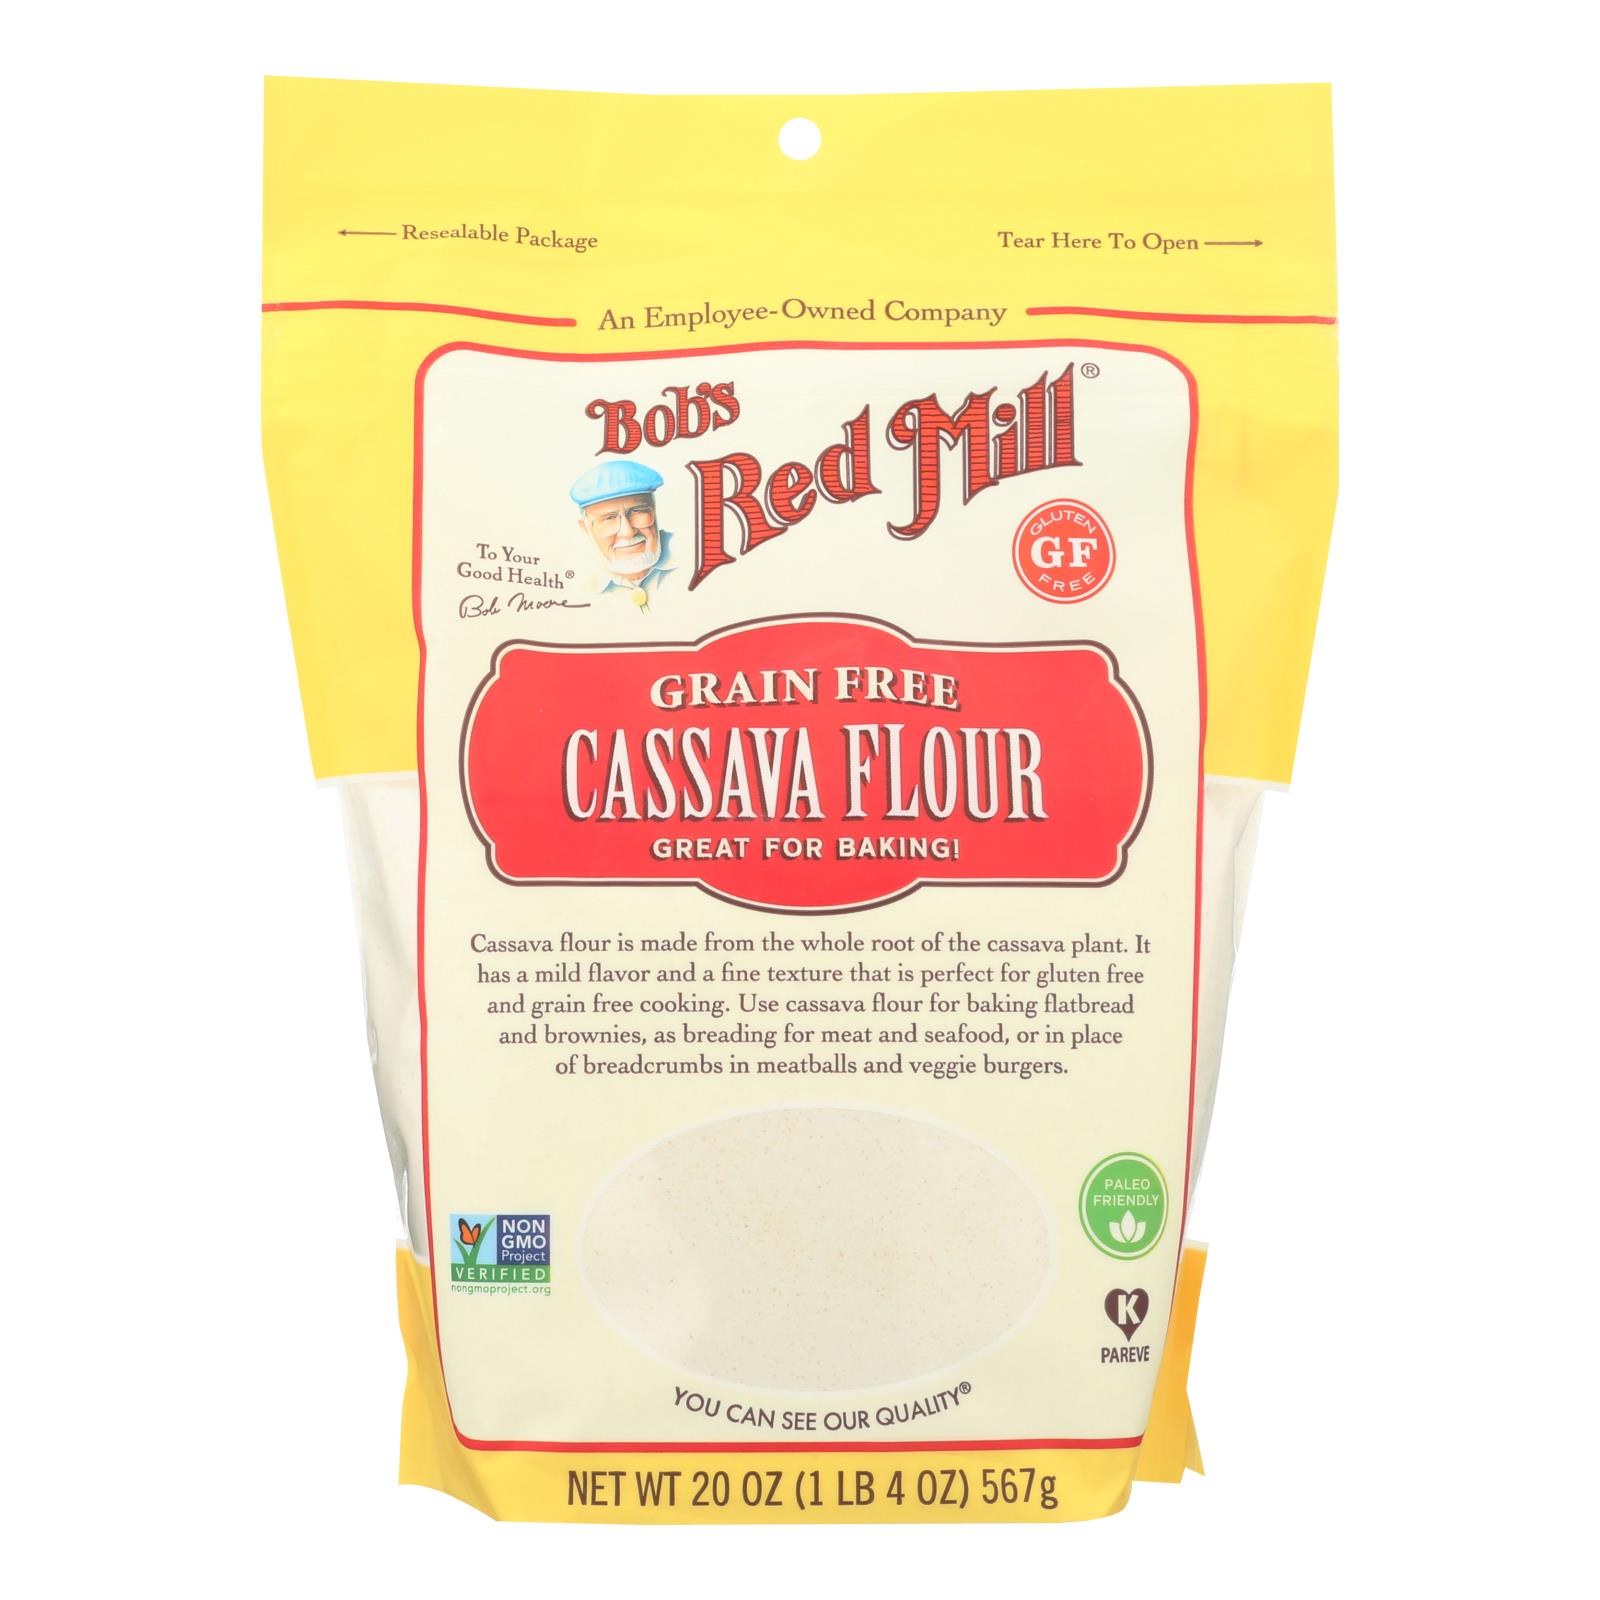 Resealable Package
Tear Here To Open
An Employee-Owned Company
Bob's
Red Mill®
To Your
Good Health®
Bob Moore
GLUTEN
GF
FREE
GRAIN FREE
CASSAVA FLOUR
GREAT FOR BAKING!
Cassava flour is made from the whole root of the cassava plant. It
has a mild flavor and a fine texture that is perfect for gluten free
and grain free cooking. Use cassava flour for baking flatbread
and brownies, as breading for meat and seafood, or in place
of breadcrumbs in meatballs and veggie burgers.
PALEO
FRIENDLY
NON
GMO
Project
VERIFIED
nongmoproject.org
K
PAREVE
YOU CAN SEE OUR QUALITY®
NET WT 20 OZ (1 LB 4 OZ) 567g